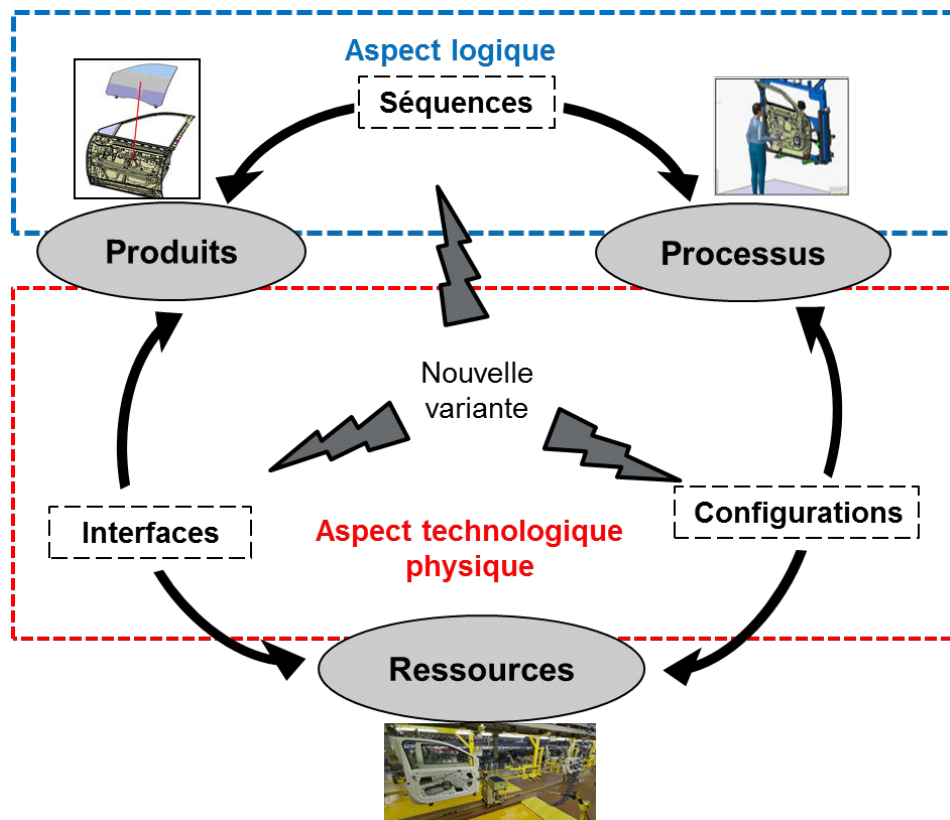 Aspect logique
Séquences
Produits
Processus
Nouvelle
variante
Interfaces
Configurations
Aspect technologique
physique
Ressources